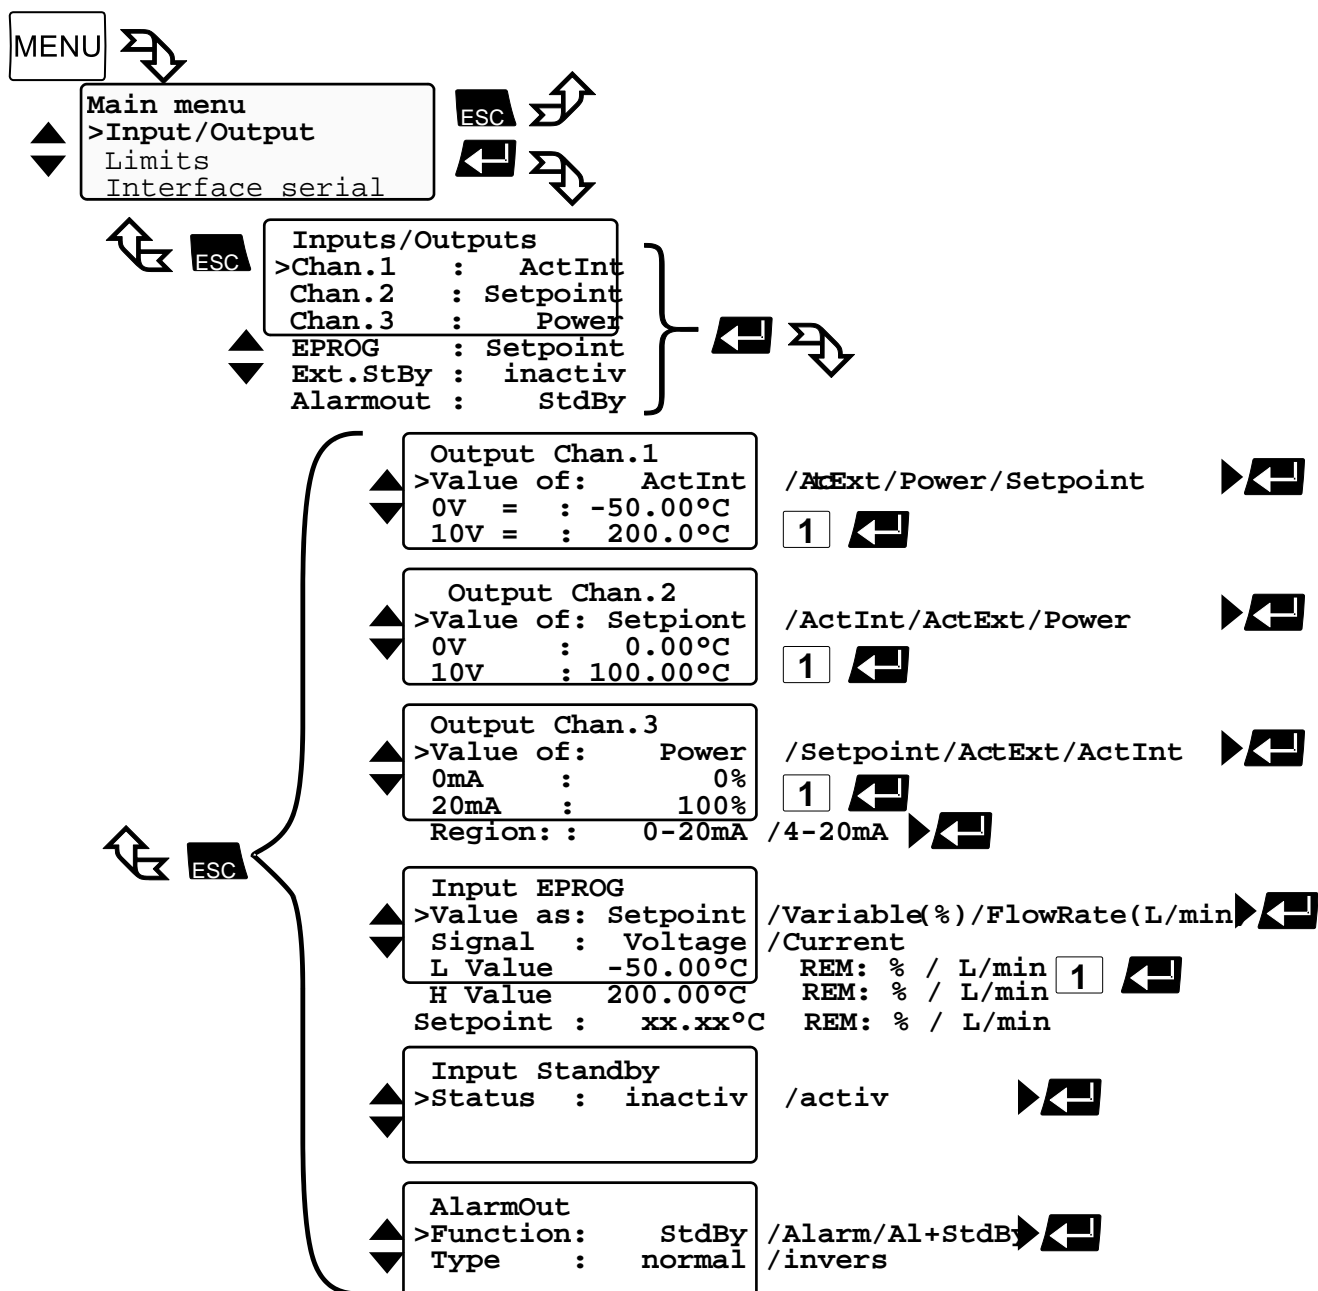 MENU
Main menu
>Input/Output
Limits
Interface serial
ESC
ESC
Inputs/Outputs
>Chan.1 : ActInt
Chan.2 : Setpoint
Chan.3 : Power
EPROG : Setpoint
Ext.StBy : inactiv
Alarmout : StdBy
Output Chan.1
>Value of: ActInt /ActExt/Power/Setpoint
0V = : -50.00°C
10V = : 200.0°C
1
Output Chan.2
>Value of: Setpiont /ActInt/ActExt/Power
0V : 0.00°C
10V : 100.00°C
1
Output Chan.3
>Value of: Power /Setpoint/ActExt/ActInt
0mA : 0%
20mA : 100%
1
Region: : 0-20mA /4-20mA
ESC
Input EPROG
>Value as: Setpoint /Variable(%)/FlowRate(L/min
Signal : Voltage /Current
L Value -50.00°C REM: % / L/min
1
H Value 200.00°C REM: % / L/min
Setpoint : xx.xx°C REM: % / L/min
Input Standby
>Status : inactiv /activ
AlarmOut
>Function: StdBy /Alarm/Al+StdBy
Type : normal /invers